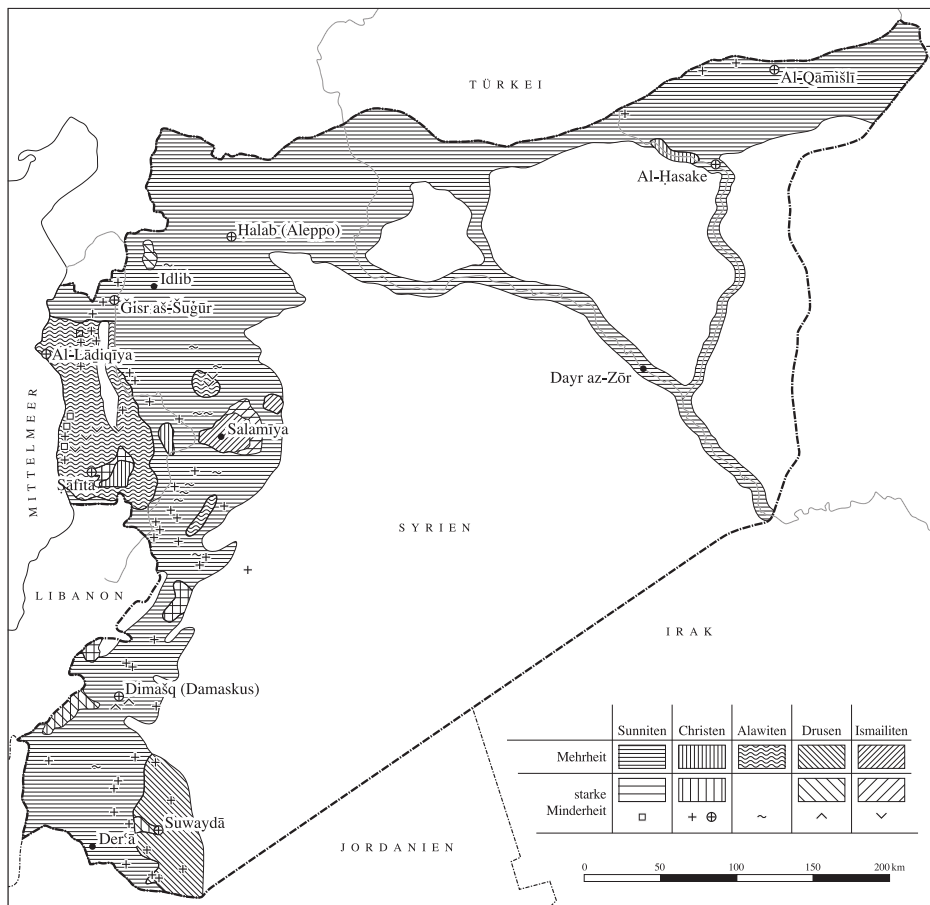 TÜRKEI
Al-Qāmišlī
Al-Ḥasake
Ḥalab (Aleppo)
Idlib
Ǧisr aš-Šuġūr
Al-Lādiqīya
Dayr az-Zōr
MITTELMEER
Salamīya
Ṣāfītā
SYRIEN
LIBANON
IRAK
Dimašq (Damaskus)
Suwaydā
Derʿā
JORDANIEN
Sunniten Christen Alawiten Drusen Ismailiten
Mehrheit
starke
Minderheit
0 50 100 150 200 km